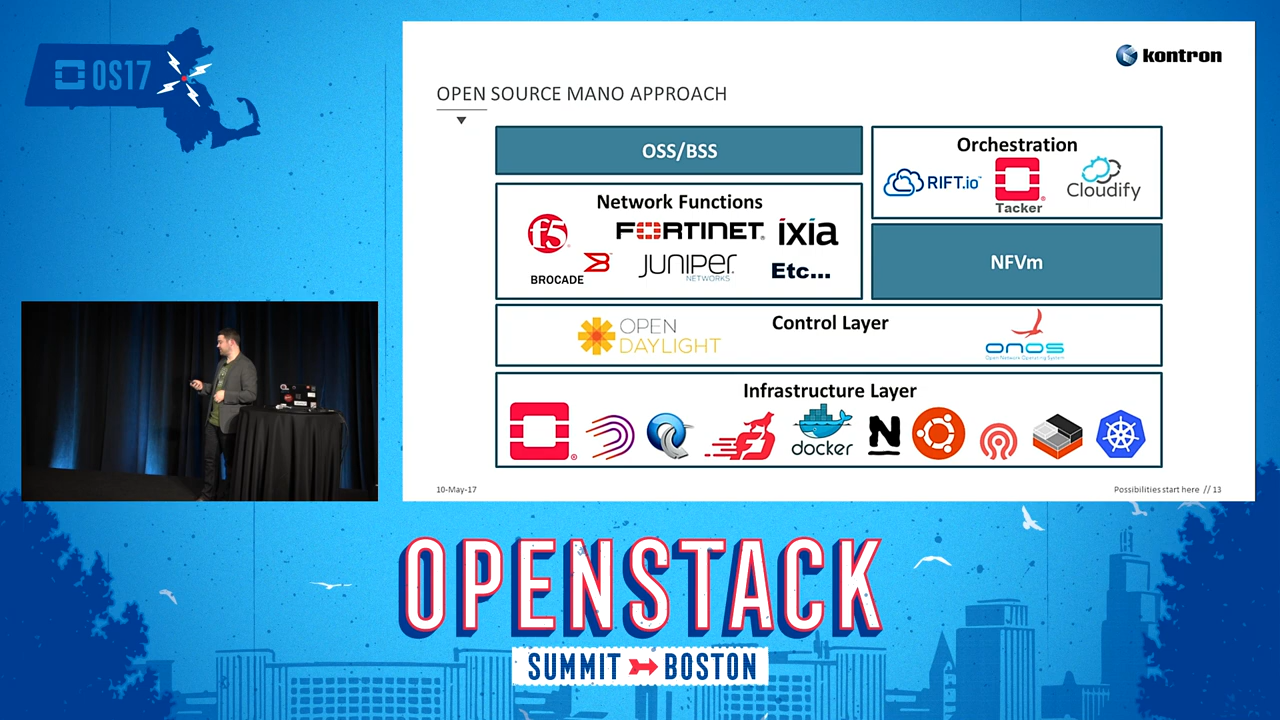 OS17
kontron
OPEN SOURCE MANO APPROACH
OSS/BSS
Orchestration
RIFT.io™
Tacker
Cloudify
Network Functions
f5
FORTINET®
ixia
BROCADE
JUNIPER
NETWORKS
Etc...
NFVm
Control Layer
OPEN
DAYLIGHT
onos
Open Network Operating System
Infrastructure Layer
docker
N
10-May-17
Possibilities start here // 13
OPENSTACK
SUMMIT BOSTON